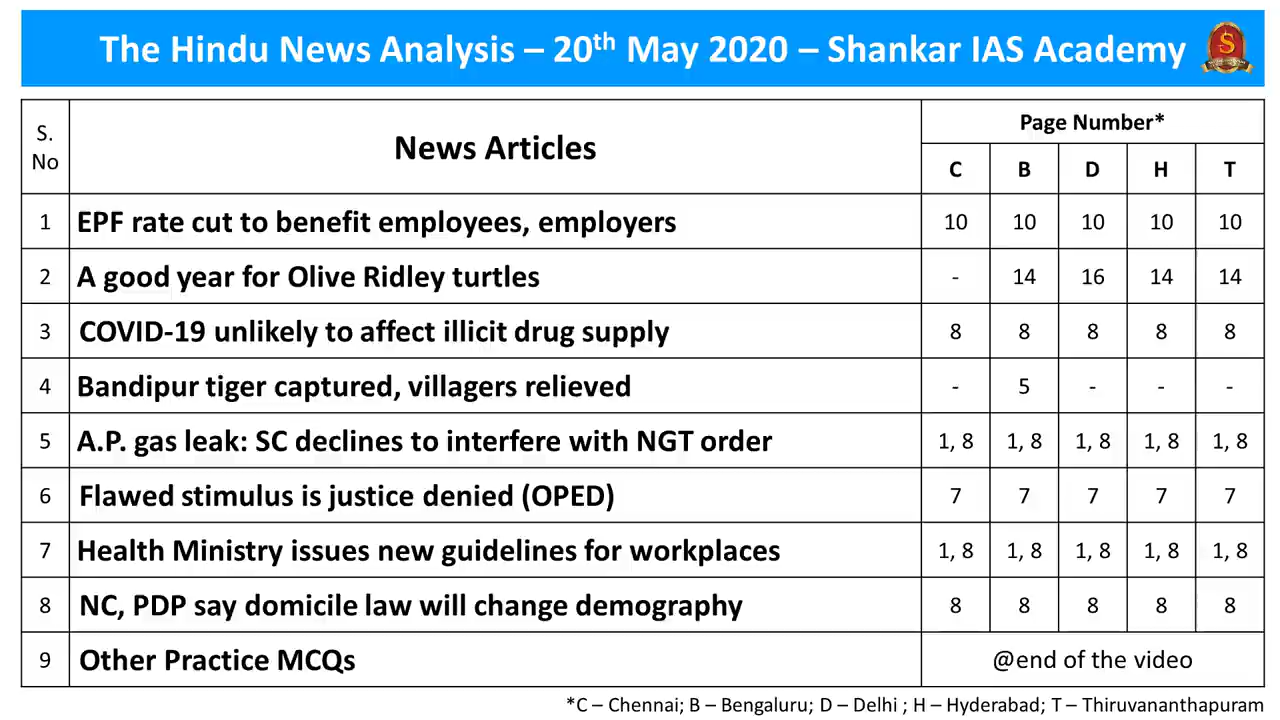 The Hindu News Analysis – 20th May 2020 – Shankar IAS Academy
S. No News Articles Page Number*
C B D H T
1 EPF rate cut to benefit employees, employers 10 10 10 10 10
2 A good year for Olive Ridley turtles - 14 16 14 14
3 COVID-19 unlikely to affect illicit drug supply 8 8 8 8 8
4 Bandipur tiger captured, villagers relieved - 5 - - -
5 A.P. gas leak: SC declines to interfere with NGT order 1, 8 1, 8 1, 8 1, 8 1, 8
6 Flawed stimulus is justice denied (OPED) 7 7 7 7 7
7 Health Ministry issues new guidelines for workplaces 1, 8 1, 8 1, 8 1, 8 1, 8
8 NC, PDP say domicile law will change demography 8 8 8 8 8
9 Other Practice MCQs @end of the video
*C – Chennai; B – Bengaluru; D – Delhi ; H – Hyderabad; T – Thiruvananthapuram